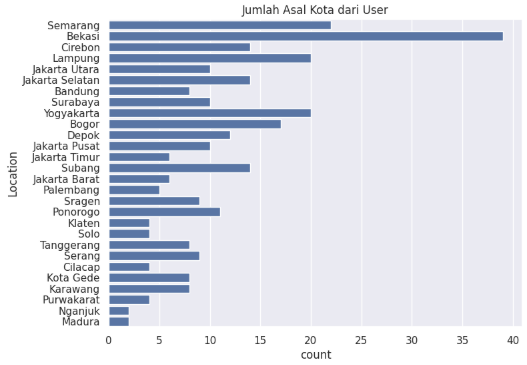 Jumlah Asal Kota dari User
Location
Semarang
Bekasi
Cirebon
Lampung
Jakarta Utara
Jakarta Selatan
Bandung
Surabaya
Yogyakarta
Bogor
Depok
Jakarta Pusat
Jakarta Timur
Subang
Jakarta Barat
Palembang
Sragen
Ponorogo
Klaten
Solo
Tanggerang
Serang
Cilacap
Kota Gede
Karawang
Purwakarat
Nganjuk
Madura
0 5 10 15 20 25 30 35 40
count